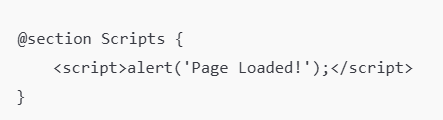 @section Scripts {
    <script>alert('Page Loaded!');</script>
}